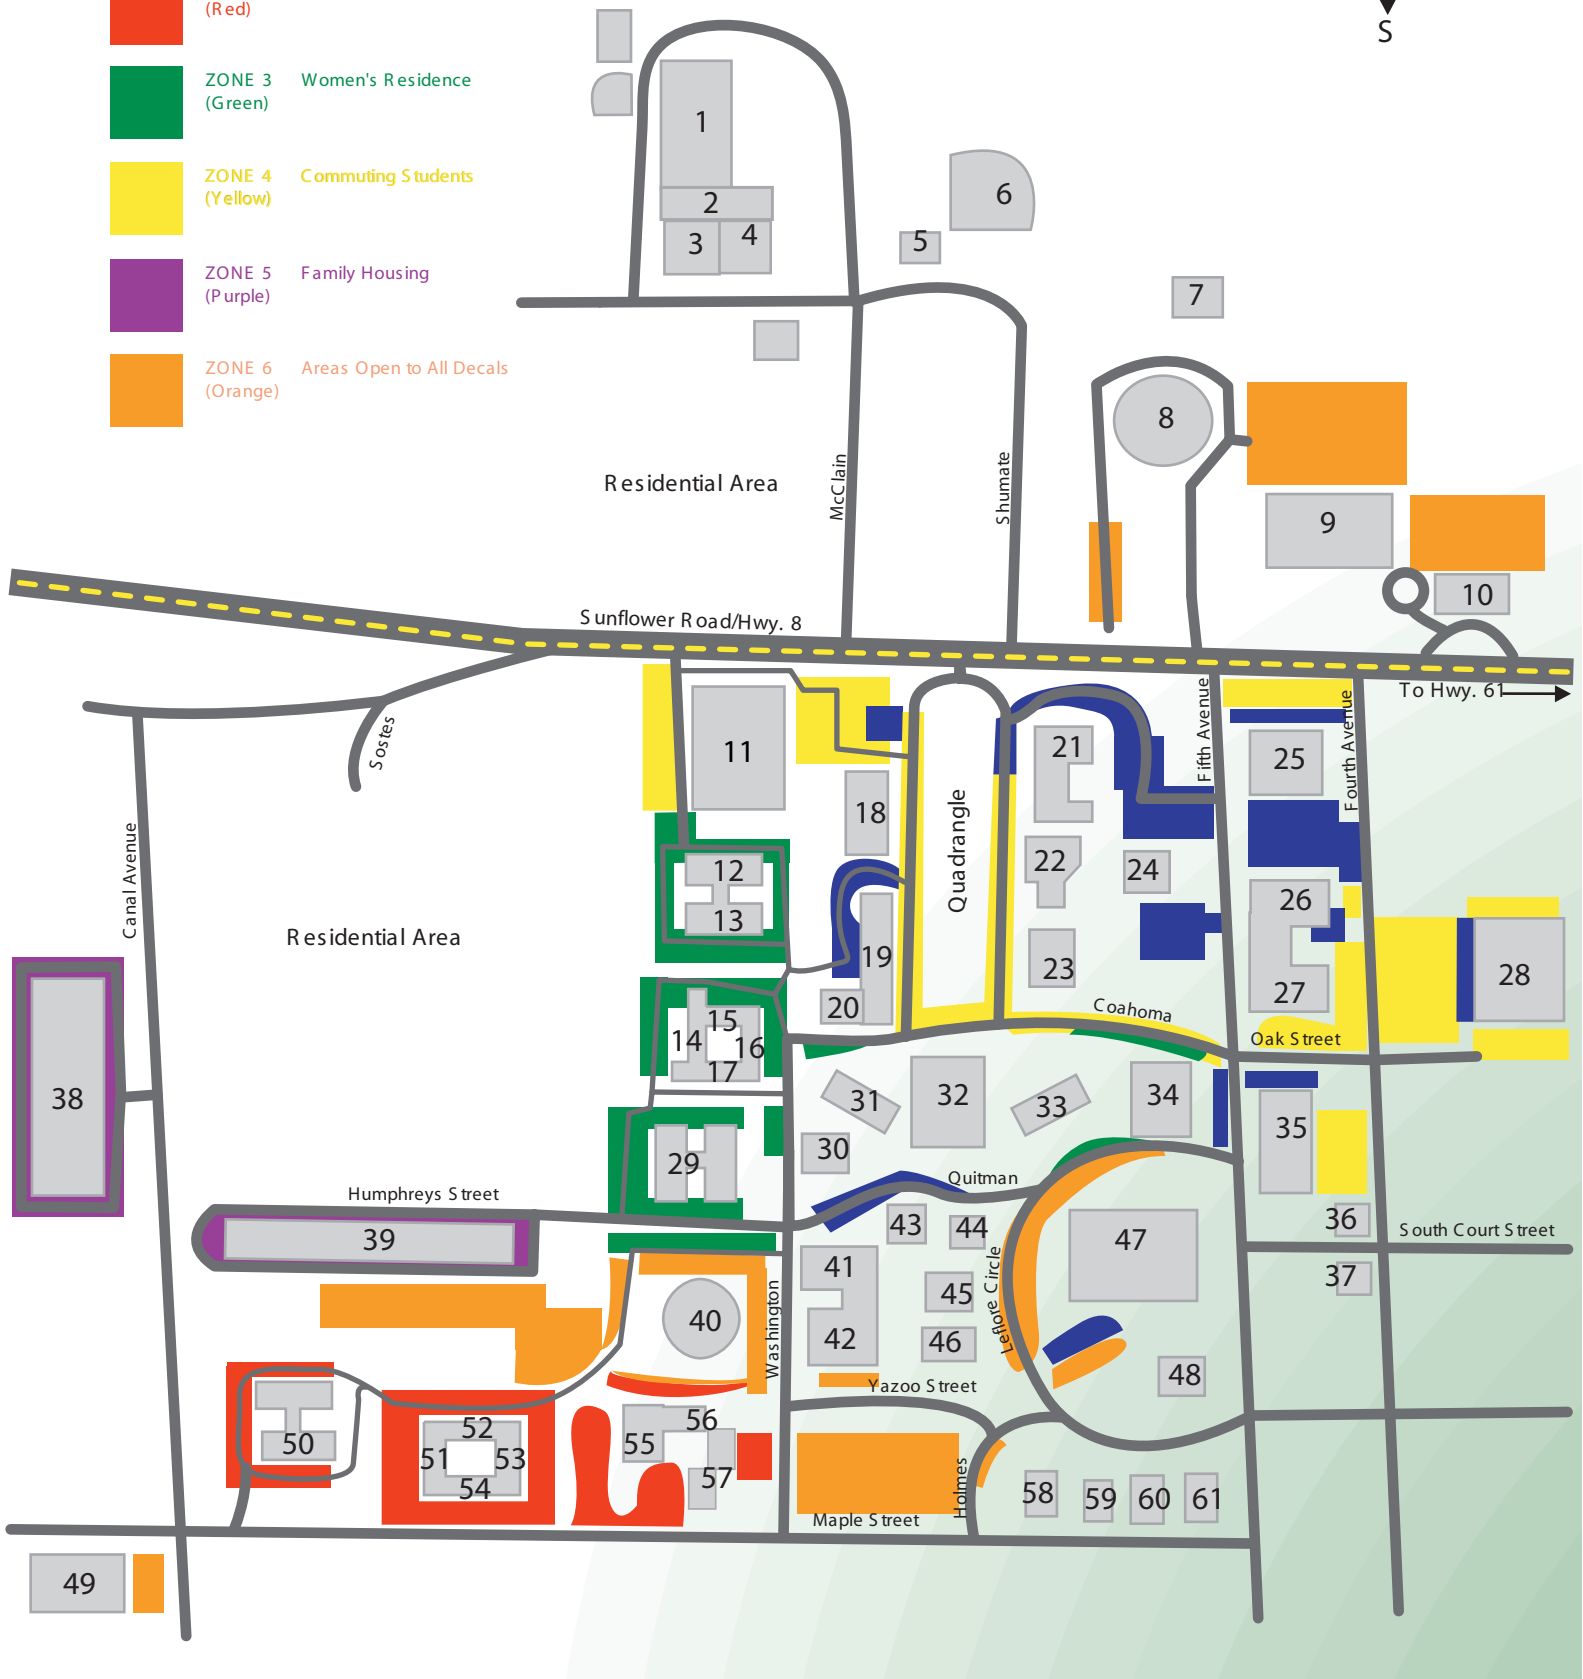 (Red)
S
ZONE 3 Women's Residence
(Green)
ZONE 4 Commuting Students
(Yellow)
ZONE 5 Family Housing
(Purple)
ZONE 6 Areas Open to All Decals
(Orange)
1
2
3
4
5
6
7
8
9
10
Residential Area
McClain
Shumate
Sunflower Road/Hwy. 8
To Hwy. 61
Sostes
Canal Avenue
Residential Area
Quadrangle
Fifth Avenue
Fourth Avenue
11
12
13
14
15
16
17
18
19
20
21
22
23
24
25
26
27
28
Coahoma
Oak Street
29
30
31
32
33
34
35
36
37
38
39
40
Humphreys Street
Quitman
South Court Street
Washington
Leflore Circle
41
42
43
44
45
46
47
48
Yazoo Street
Holmes
Maple Street
49
50
51
52
53
54
55
56
57
58
59
60
61